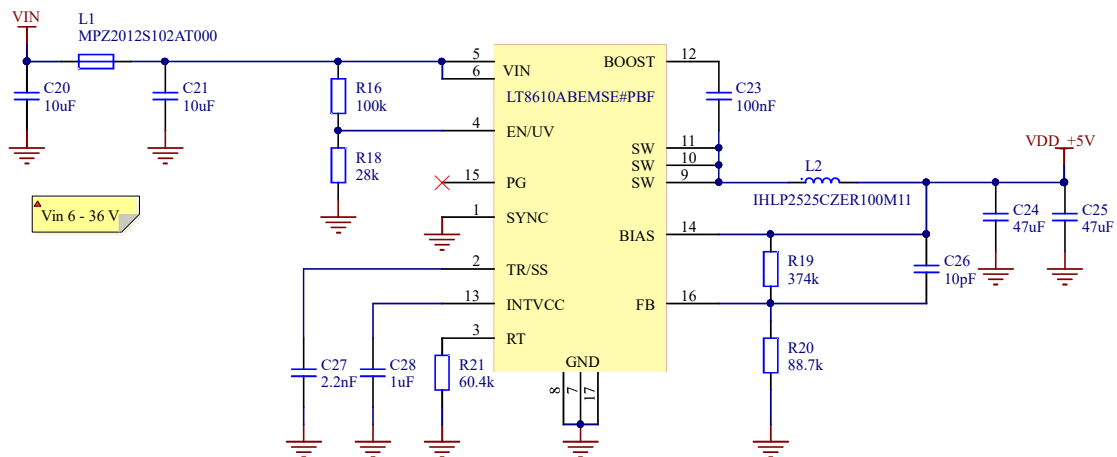 VIN
L1
MPZ2012S102AT000
C20
10uF
C21
10uF
R16
100k
R18
28k
Vin 6 - 36 V
5
6
4
15
1
2
13
3
VIN
LT8610ABEMSE#PBF
EN/UV
PG
SYNC
TR/SS
INTVCC
RT
BOOST
SW
SW
SW
BIAS
FB
GND
8
7
17
12
11
10
9
14
16
C23
100nF
L2
IHLP2525CZER100M11
VDD_+5V
C24
47uF
C25
47uF
R19
374k
C26
10pF
R20
88.7k
C27
2.2nF
C28
1uF
R21
60.4k